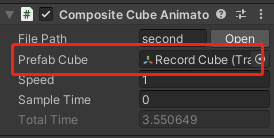 Composite Cube Animato
File Path second Open
Prefab Cube Record Cube (Tra
Speed 1
Sample Time 0
Total Time 3.550649